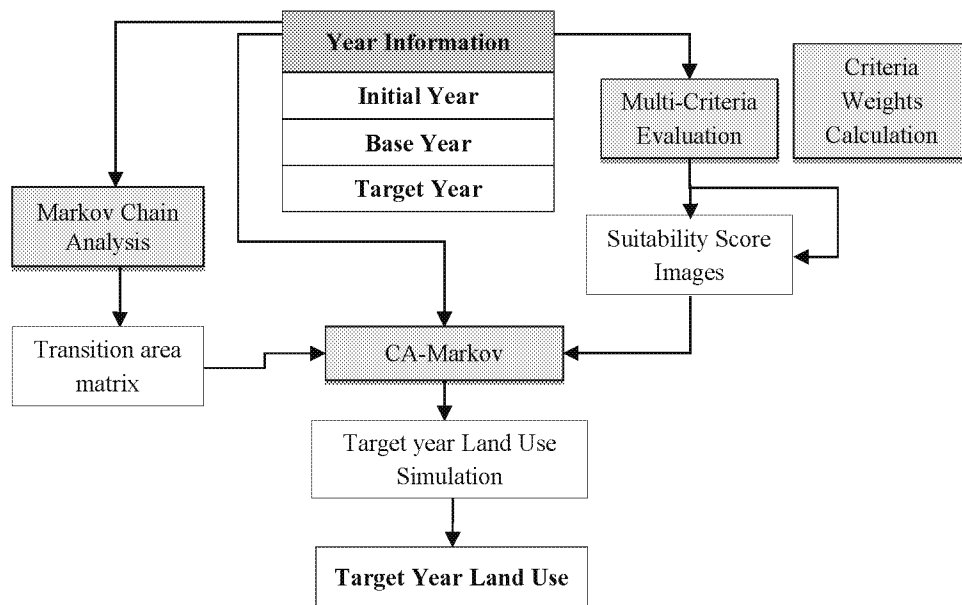 Year Information
Initial Year
Base Year
Target Year
Multi-Criteria
Evaluation
Criteria
Weights
Calculation
Markov Chain
Analysis
Suitability Score
Images
Transition area
matrix
CA-Markov
Target year Land Use
Simulation
Target Year Land Use